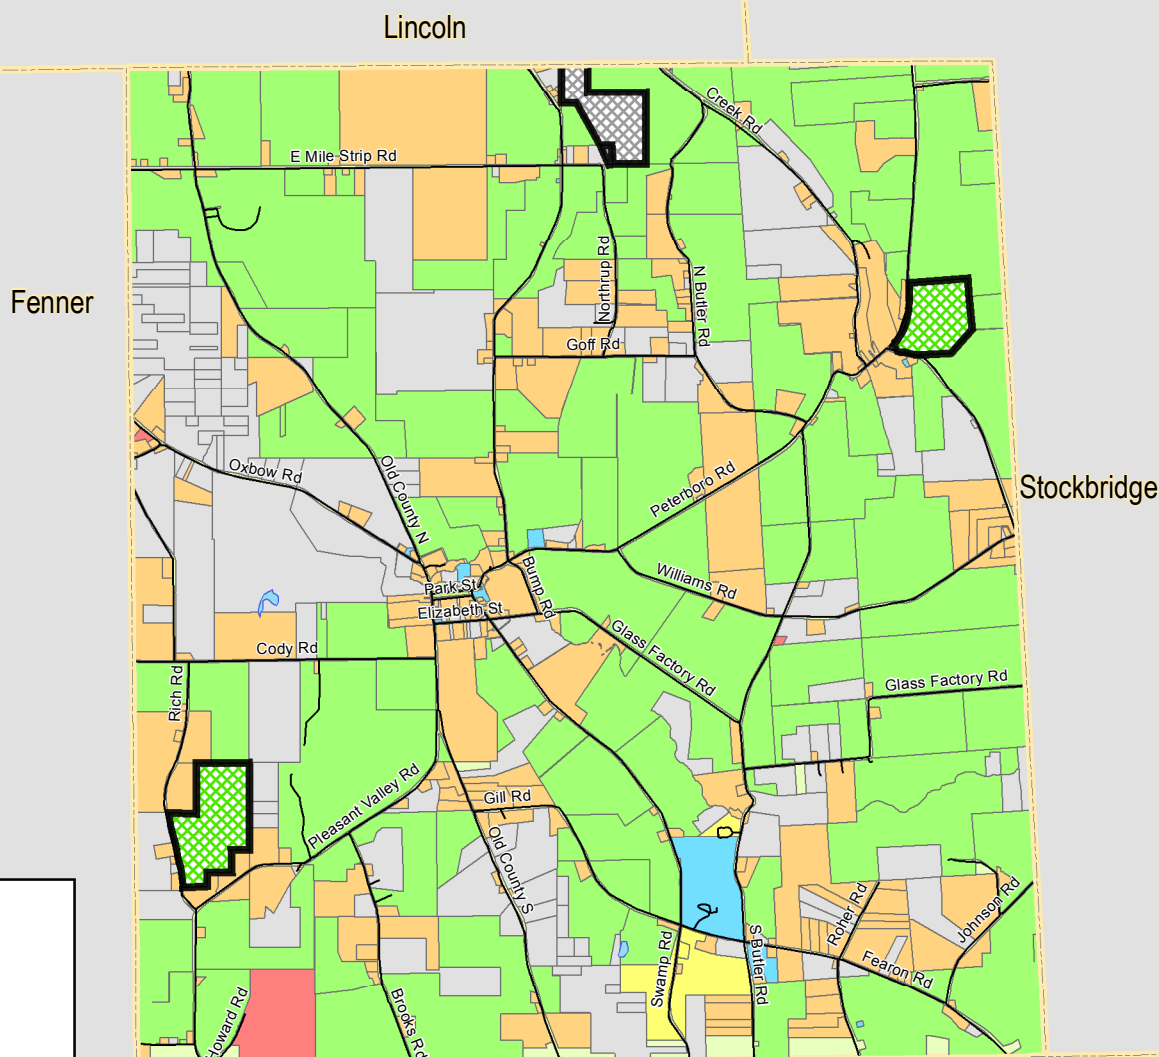 Lincoln
Creek Rd
E Mile Strip Rd
Northrup Rd
N Butler Rd
Fenner
Goff Rd
Oxbow Rd
Old County N
Peterboro Rd
Stockbridge
Bump Rd
Park St
Williams Rd
Elizabeth St
Glass Factory Rd
Cody Rd
Rich Rd
Glass Factory Rd
Pleasant Valley Rd
Gill Rd
Old County S
Roher Rd
Johnson Rd
Swamp Rd
S Butler Rd
Fearon Rd
Howard Rd
Brooks Rd